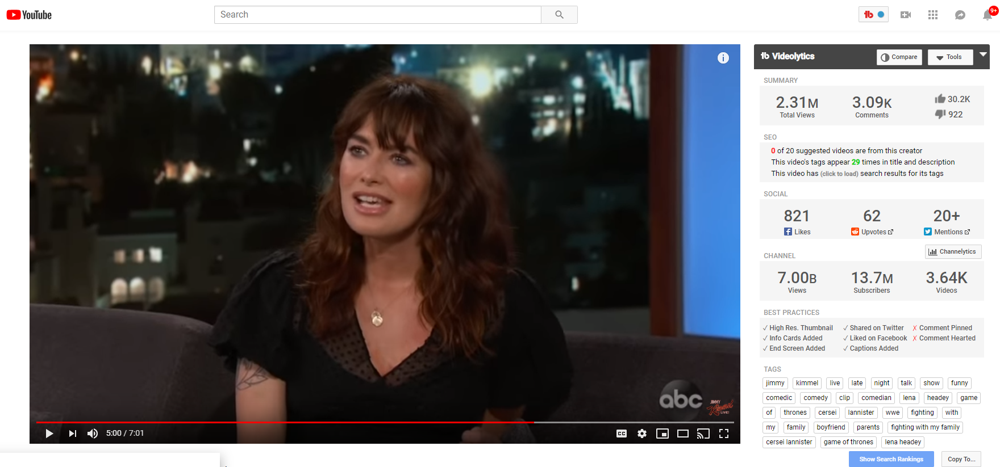 YouTube
Search
9+
i
abc
JIMMY
Kimmel
LIVE!
CC
5:00 / 7:01
tb Videolytics
Compare
Tools
SUMMARY
2.31M
Total Views
3.09K
Comments
30.2K
922
SEO
0 of 20 suggested videos are from this creator
This video's tags appear 29 times in title and description
This video has (click to load) search results for its tags
SOCIAL
821
Likes
62
Upvotes
20+
Mentions
CHANNEL
Channelytics
7.00B
Views
13.7M
Subscribers
3.64K
Videos
BEST PRACTICES
✓ High Res. Thumbnail ✓ Shared on Twitter ✗ Comment Pinned
✓ Info Cards Added ✓ Liked on Facebook ✗ Comment Hearted
✓ End Screen Added ✓ Captions Added
TAGS
jimmy kimmel live late night talk show funny
comedic comedy clip comedian lena headey game
of thrones cersei lannister wwe fighting with
my family boyfriend parents fighting with my family
cersei lannister game of thrones lena headey
Show Search Rankings
Copy To...